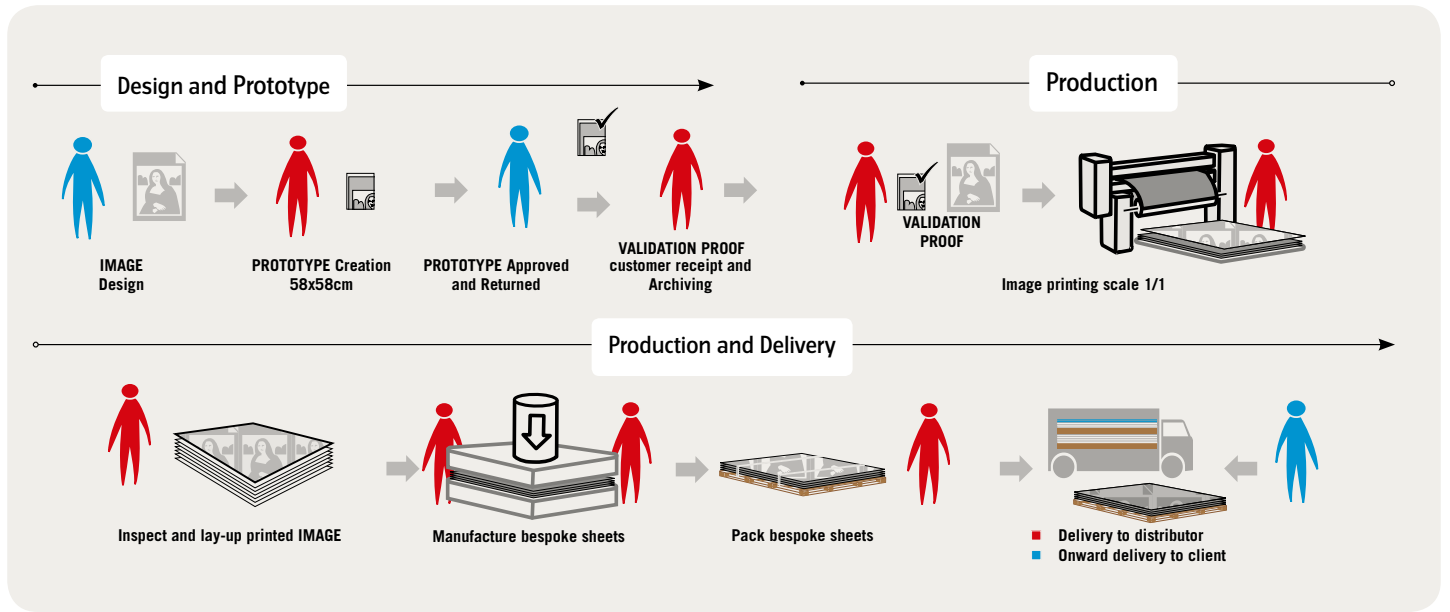 Design and Prototype
Production
IMAGE
Design
PROTOTYPE Creation
58x58cm
PROTOTYPE Approved
and Returned
VALIDATION PROOF
customer receipt and
Archiving
VALIDATION
PROOF
Image printing scale 1/1
Production and Delivery
Inspect and lay-up printed IMAGE
Manufacture bespoke sheets
Pack bespoke sheets
Delivery to distributor
Onward delivery to client